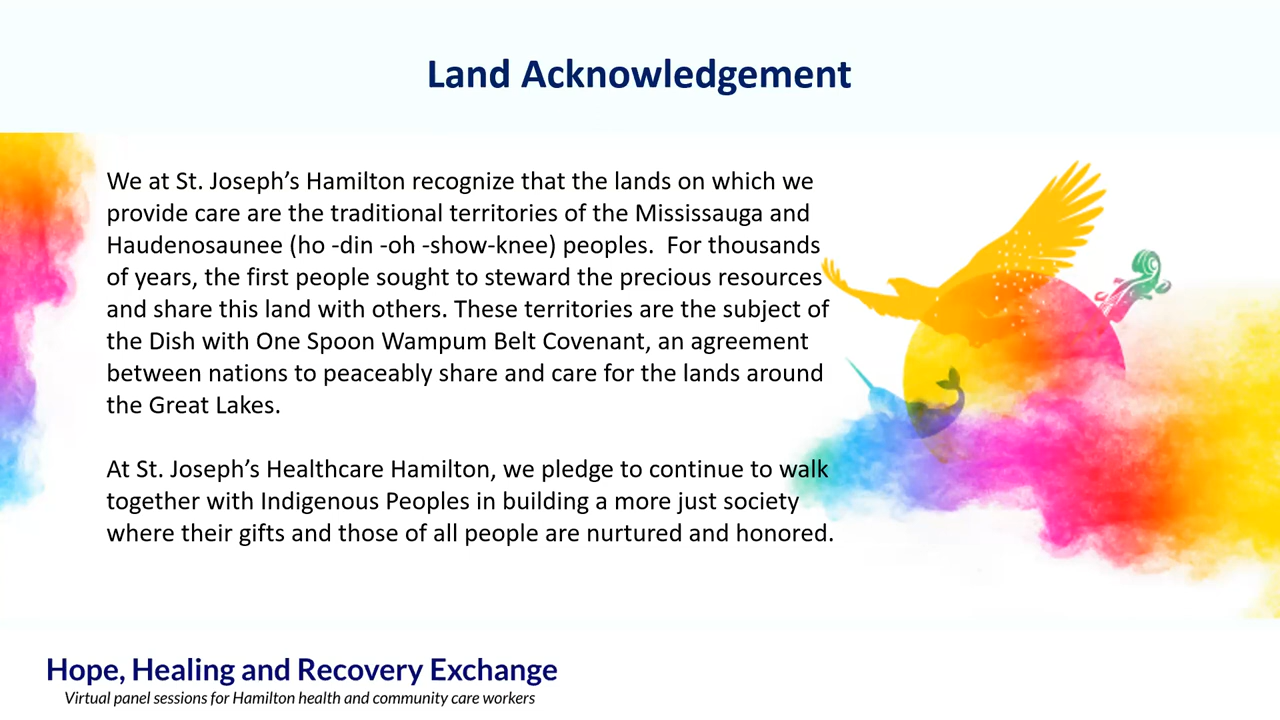 Land Acknowledgement
We at St. Joseph’s Hamilton recognize that the lands on which we
provide care are the traditional territories of the Mississauga and
Haudenosaunee (ho -din -oh -show-knee) peoples.  For thousands
of years, the first people sought to steward the precious resources
and share this land with others. These territories are the subject of
the Dish with One Spoon Wampum Belt Covenant, an agreement
between nations to peaceably share and care for the lands around
the Great Lakes.
At St. Joseph’s Healthcare Hamilton, we pledge to continue to walk
together with Indigenous Peoples in building a more just society
where their gifts and those of all people are nurtured and honored.
Hope, Healing and Recovery Exchange
Virtual panel sessions for Hamilton health and community care workers